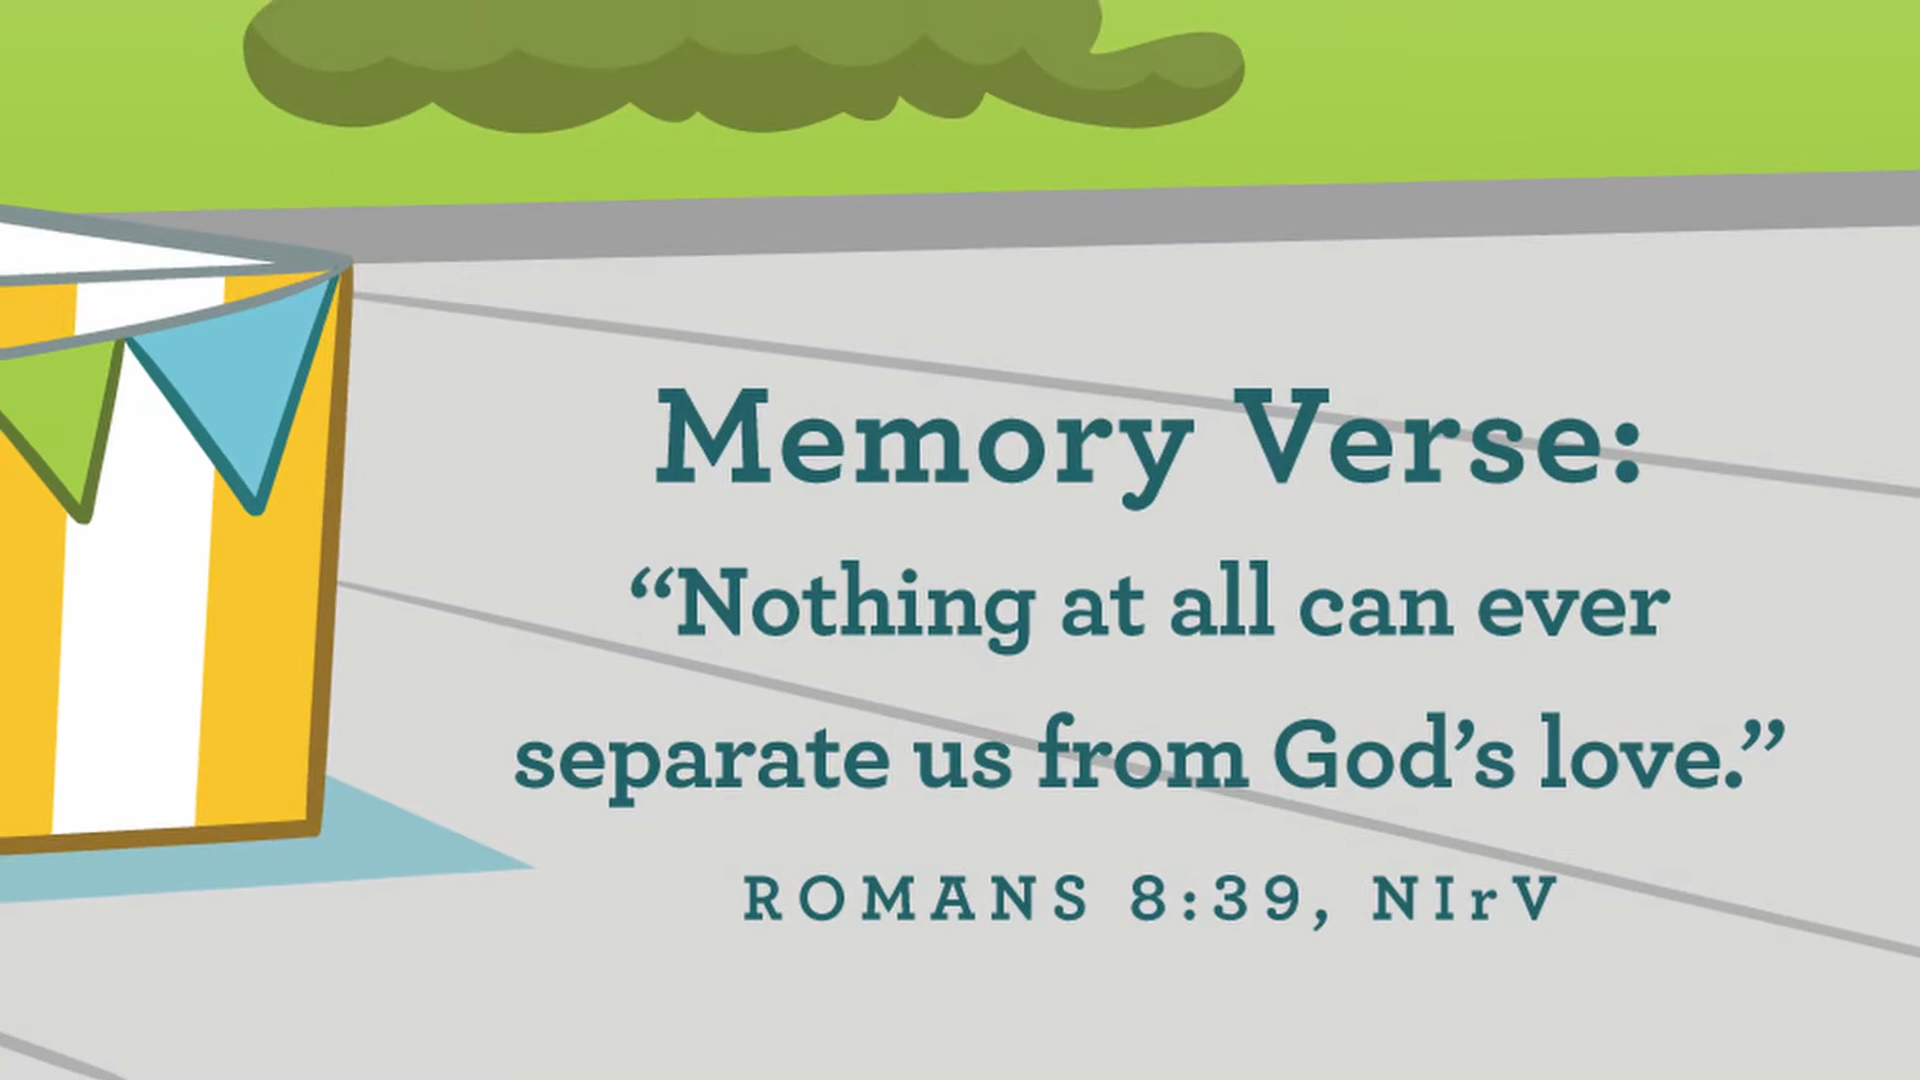 Memory Verse:
“Nothing at all can ever
separate us from God’s love.”
ROMANS 8:39, NIrV